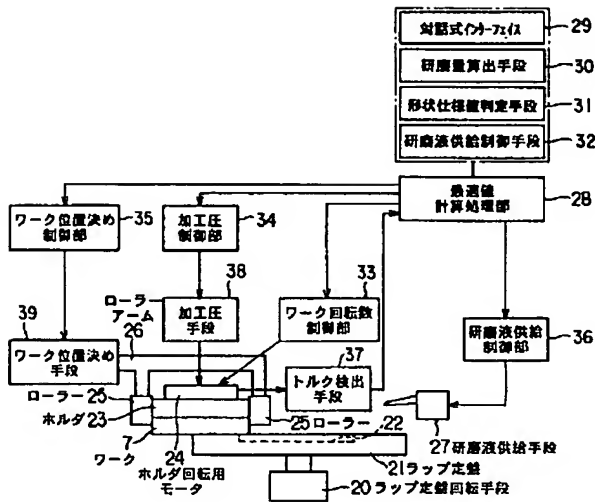 対話式インターフェイス
29
研磨量算出手段
30
形状仕様値判定手段
31
研磨液供給制御手段
32
最適値
計算処理部
28
ワーク位置決め
制御部
35
加工圧
制御部
34
ワーク回転数
制御部
33
研磨液供給
制御部
36
加工圧
手段
38
ローラ
アーム
26
39
ワーク位置決め
手段
トルク検出
手段
37
ローラー 25
ホルダ 23
7
ワーク
24
ホルダ回転用
モータ
25 ローラー
22
27 研磨液供給手段
21 ラップ定盤
20 ラップ定盤回転手段